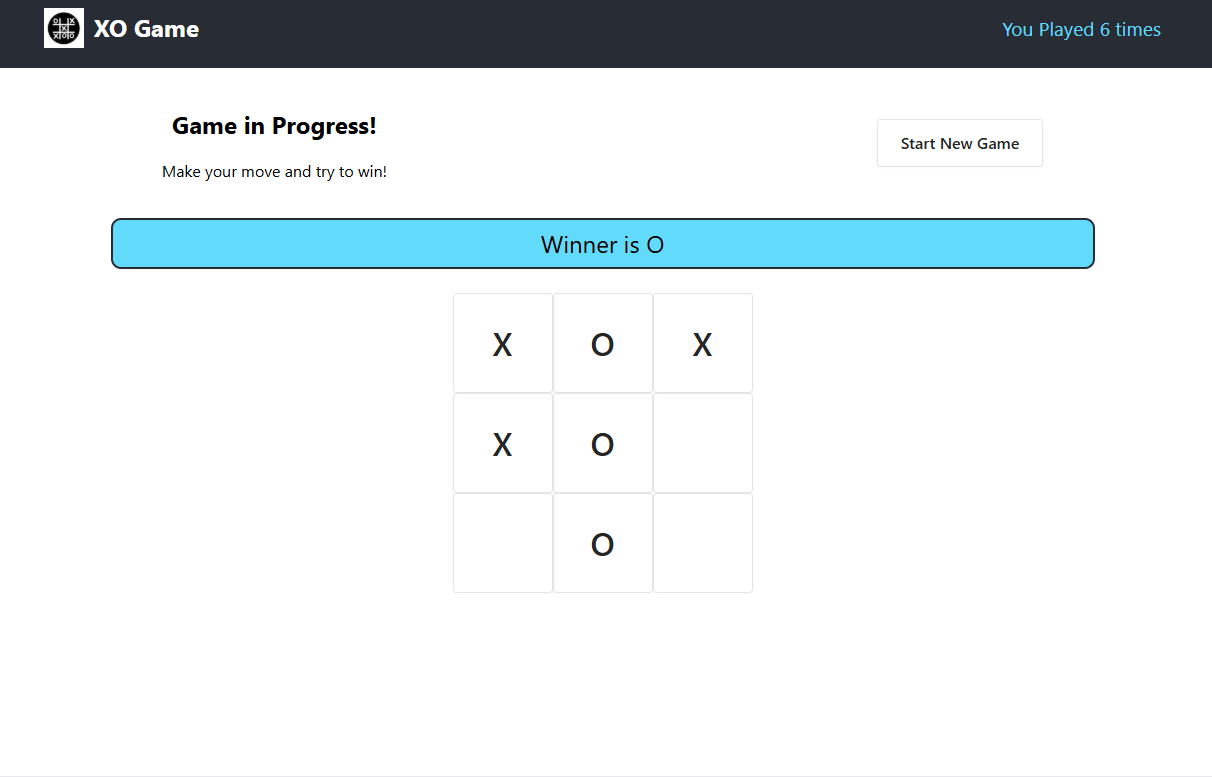 XO Game
You Played 6 times
Game in Progress!
Make your move and try to win!
Start New Game
Winner is O
X O X
X O
O